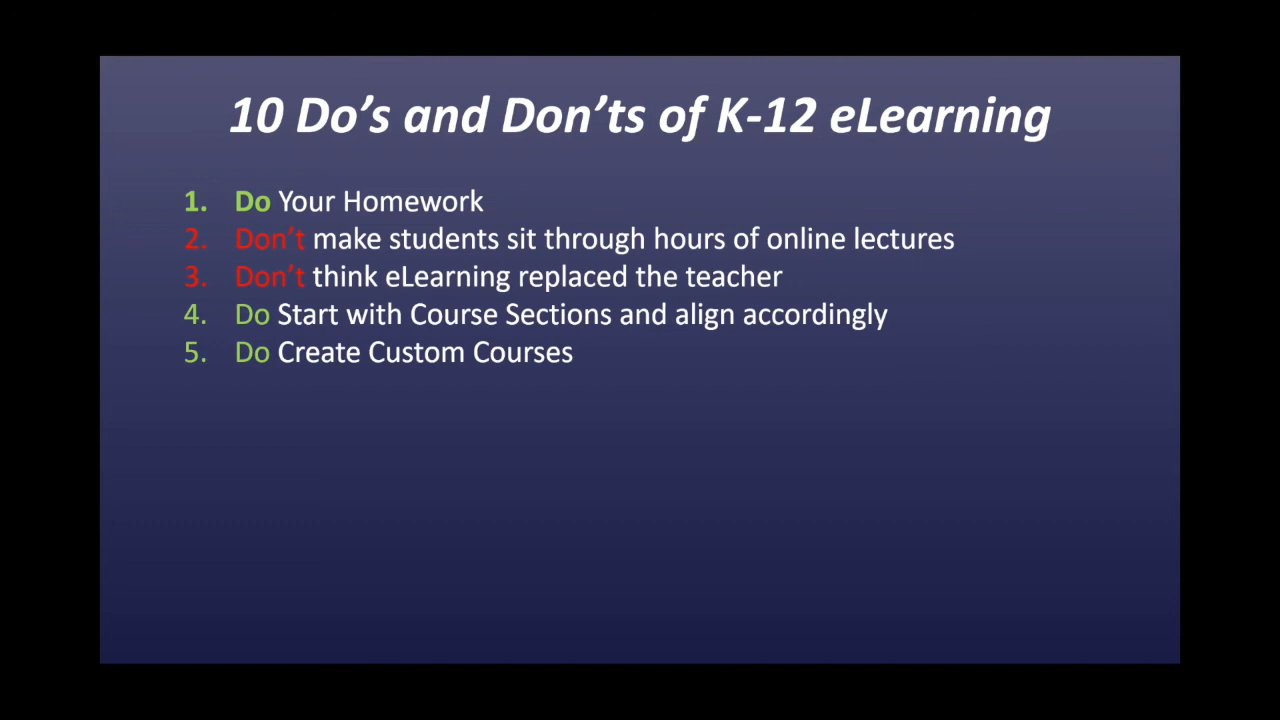 10 Do’s and Don’ts of K-12 eLearning
1. Do Your Homework
2. Don’t make students sit through hours of online lectures
3. Don’t think eLearning replaced the teacher
4. Do Start with Course Sections and align accordingly
5. Do Create Custom Courses